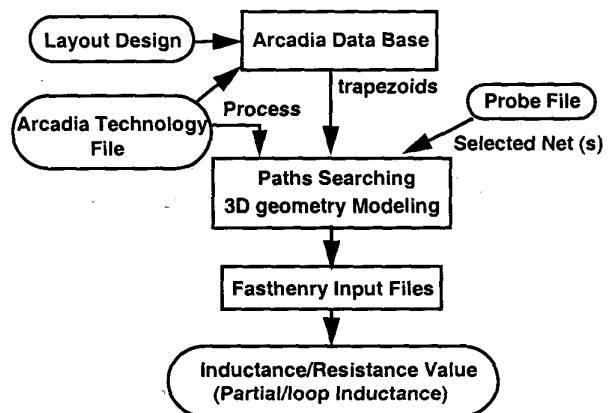 Layout Design
Arcadia Data Base
trapezoids
Process
Probe File
Arcadia Technology
File
Selected Net (s)
Paths Searching
3D geometry Modeling
Fasthenry Input Files
Inductance/Resistance Value
(Partial/loop Inductance)